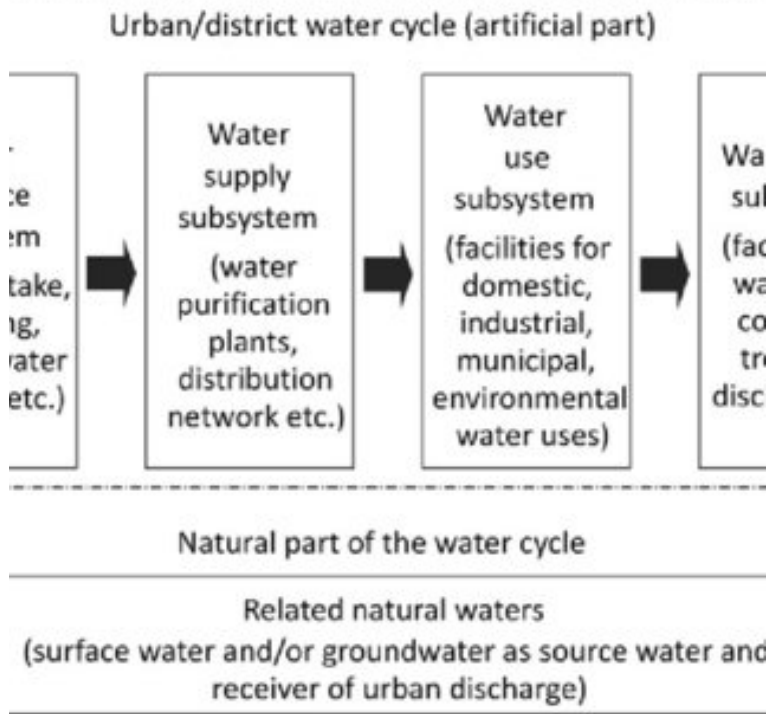 Urban/district water cycle (artificial part)
etc.)
Water
supply
subsystem
(water
purification
plants,
distribution
network etc.)
Water
use
subsystem
(facilities for
domestic,
industrial,
municipal,
environmental
water uses)
Natural part of the water cycle
Related natural waters
(surface water and/or groundwater as source water and
receiver of urban discharge)